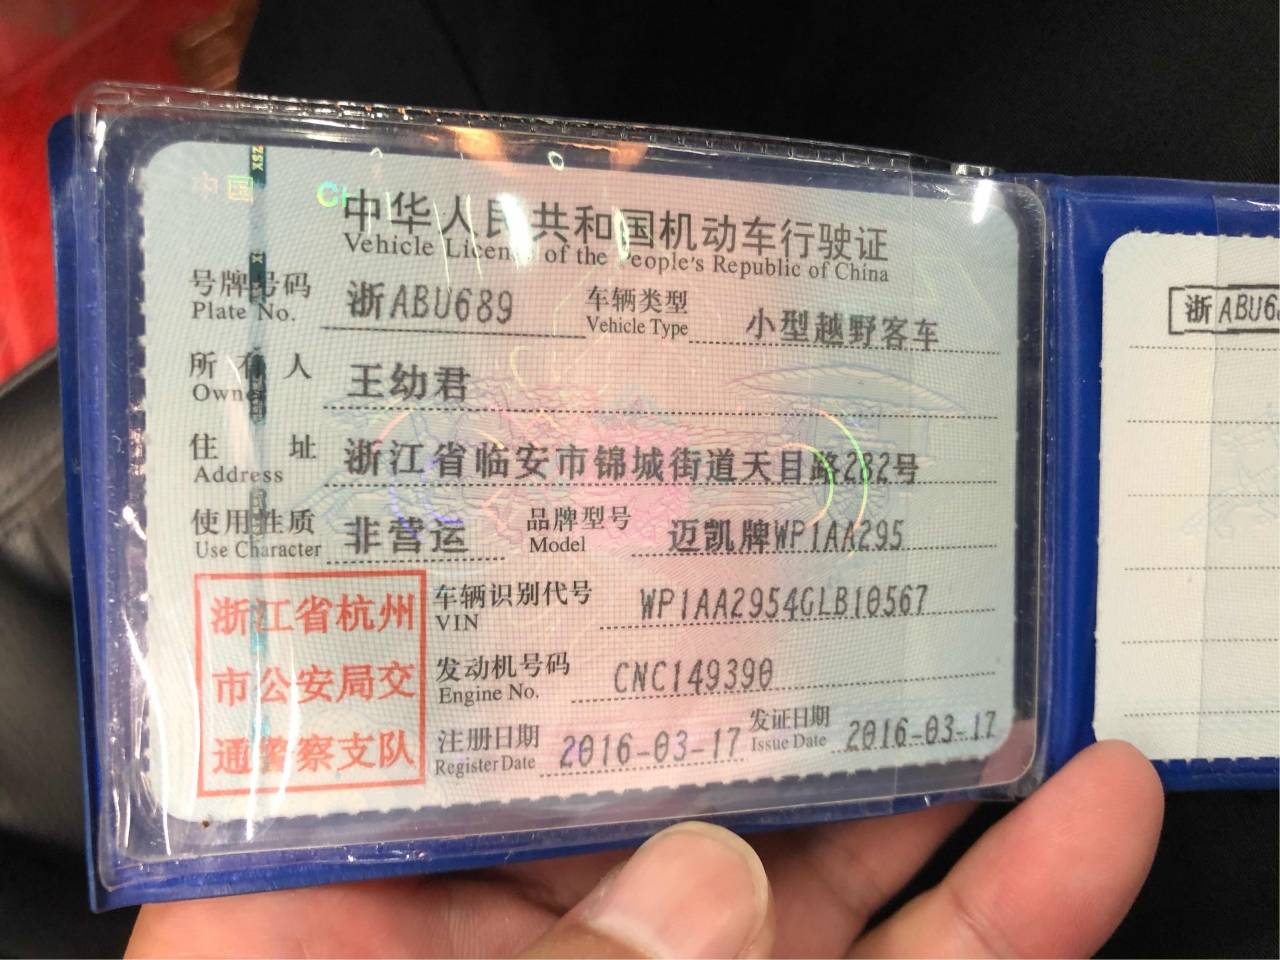 中国 CH
XSZ
中华人民共和国机动车行驶证
Vehicle License of the People's Republic of China
号牌号码 浙ABU689 车辆类型 小型越野客车
Plate No. Vehicle Type
所有人 王幼君
Owner
住址 浙江省临安市锦城街道天目路232号
Address
使用性质 非营运 品牌型号 迈凯牌WP1AA295
Use Character Model
浙江省杭州
市公安局交
通警察支队
车辆识别代号 WP1AA2954GLB10567
VIN
发动机号码 CNC149390
Engine No.
注册日期 2016-03-17 发证日期 2016-03-17
Register Date Issue Date
浙ABU6